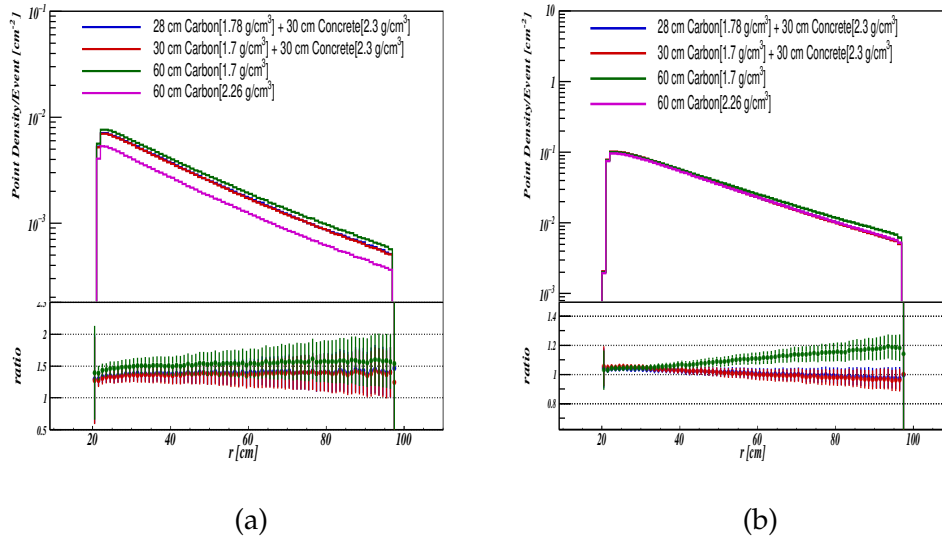 28 cm Carbon[1.78 g/cm³] + 30 cm Concrete[2.3 g/cm³]
30 cm Carbon[1.7 g/cm³] + 30 cm Concrete[2.3 g/cm³]
60 cm Carbon[1.7 g/cm³]
60 cm Carbon[2.26 g/cm³]
Point Density/Event [cm⁻²]
10⁻¹
10⁻²
10⁻³
2.5
2
1.5
1
0.5
ratio
20 40 60 80 100
r [cm]
(a)
28 cm Carbon[1.78 g/cm³] + 30 cm Concrete[2.3 g/cm³]
30 cm Carbon[1.7 g/cm³] + 30 cm Concrete[2.3 g/cm³]
60 cm Carbon[1.7 g/cm³]
60 cm Carbon[2.26 g/cm³]
Point Density/Event [cm⁻²]
10
1
10⁻¹
10⁻²
10⁻³
1.4
1.2
1.0
0.8
ratio
20 40 60 80 100
r [cm]
(b)